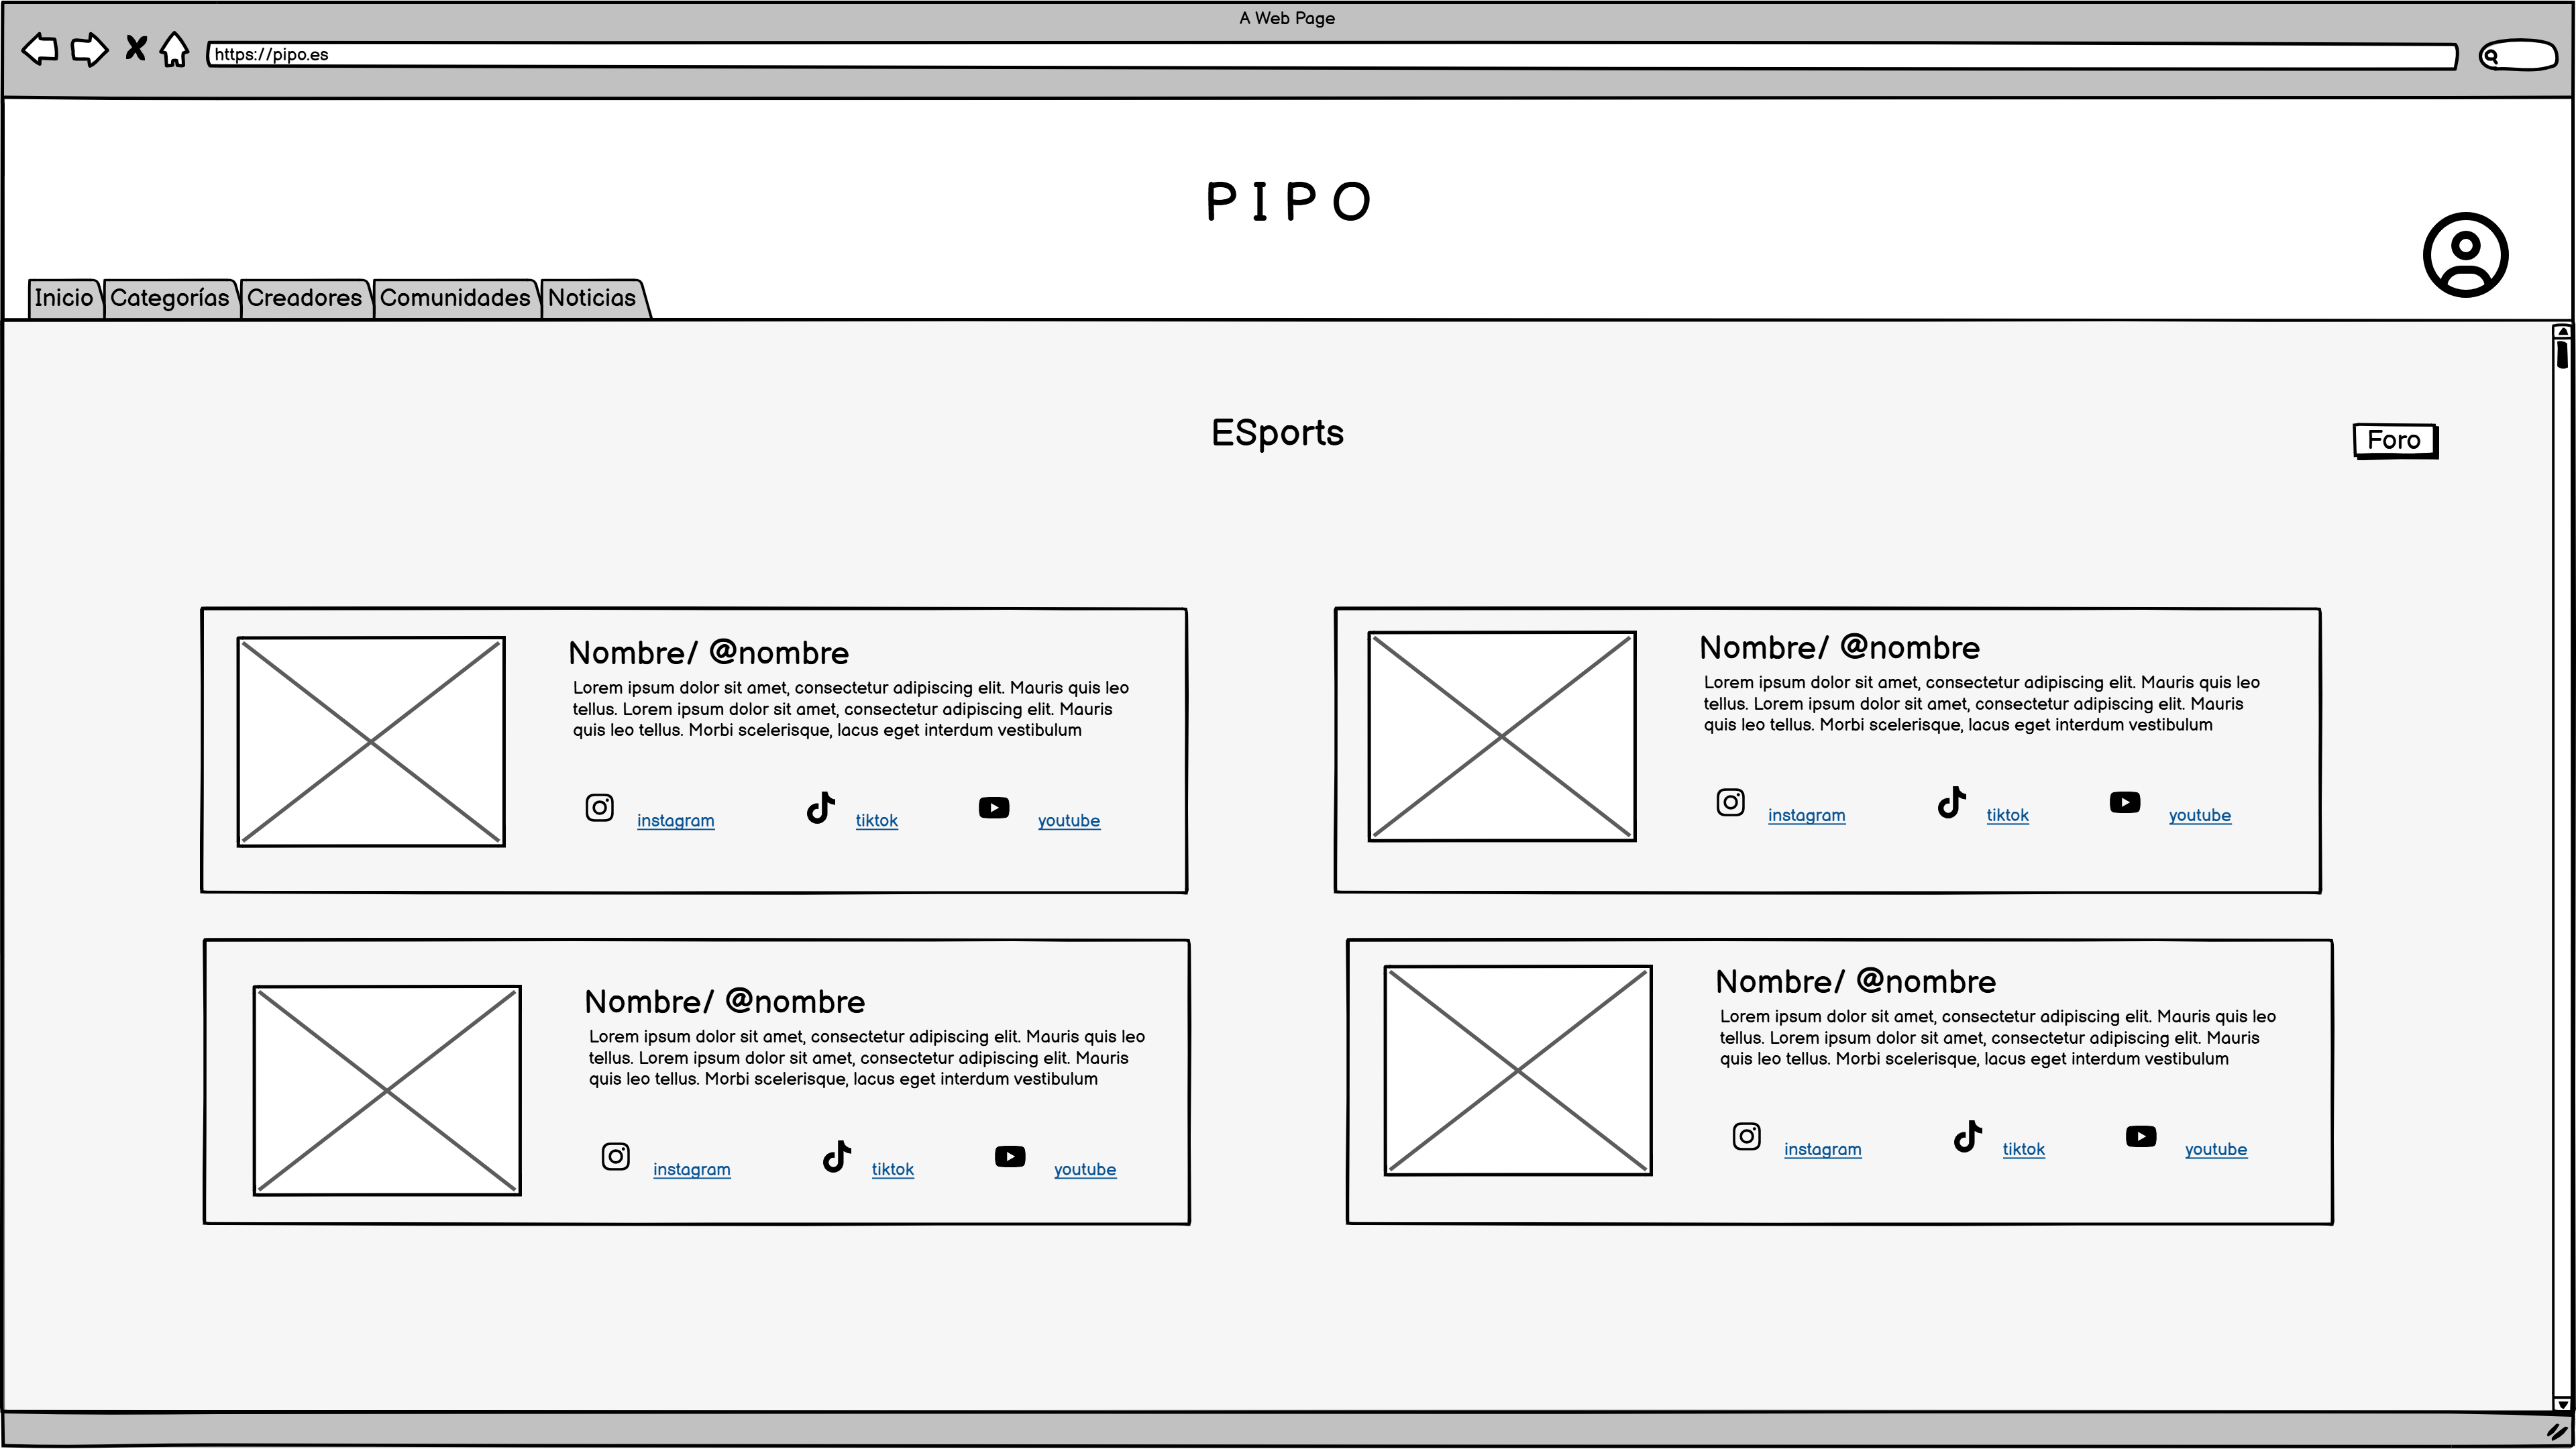 A Web Page
https://pipo.es
PIPO
Inicio Categorías Creadores Comunidades Noticias
ESports
Foro
Nombre/ @nombre
Lorem ipsum dolor sit amet, consectetur adipiscing elit. Mauris quis leo
tellus. Lorem ipsum dolor sit amet, consectetur adipiscing elit. Mauris
quis leo tellus. Morbi scelerisque, lacus eget interdum vestibulum
instagram tiktok youtube
Nombre/ @nombre
Lorem ipsum dolor sit amet, consectetur adipiscing elit. Mauris quis leo
tellus. Lorem ipsum dolor sit amet, consectetur adipiscing elit. Mauris
quis leo tellus. Morbi scelerisque, lacus eget interdum vestibulum
instagram tiktok youtube
Nombre/ @nombre
Lorem ipsum dolor sit amet, consectetur adipiscing elit. Mauris quis leo
tellus. Lorem ipsum dolor sit amet, consectetur adipiscing elit. Mauris
quis leo tellus. Morbi scelerisque, lacus eget interdum vestibulum
instagram tiktok youtube
Nombre/ @nombre
Lorem ipsum dolor sit amet, consectetur adipiscing elit. Mauris quis leo
tellus. Lorem ipsum dolor sit amet, consectetur adipiscing elit. Mauris
quis leo tellus. Morbi scelerisque, lacus eget interdum vestibulum
instagram tiktok youtube